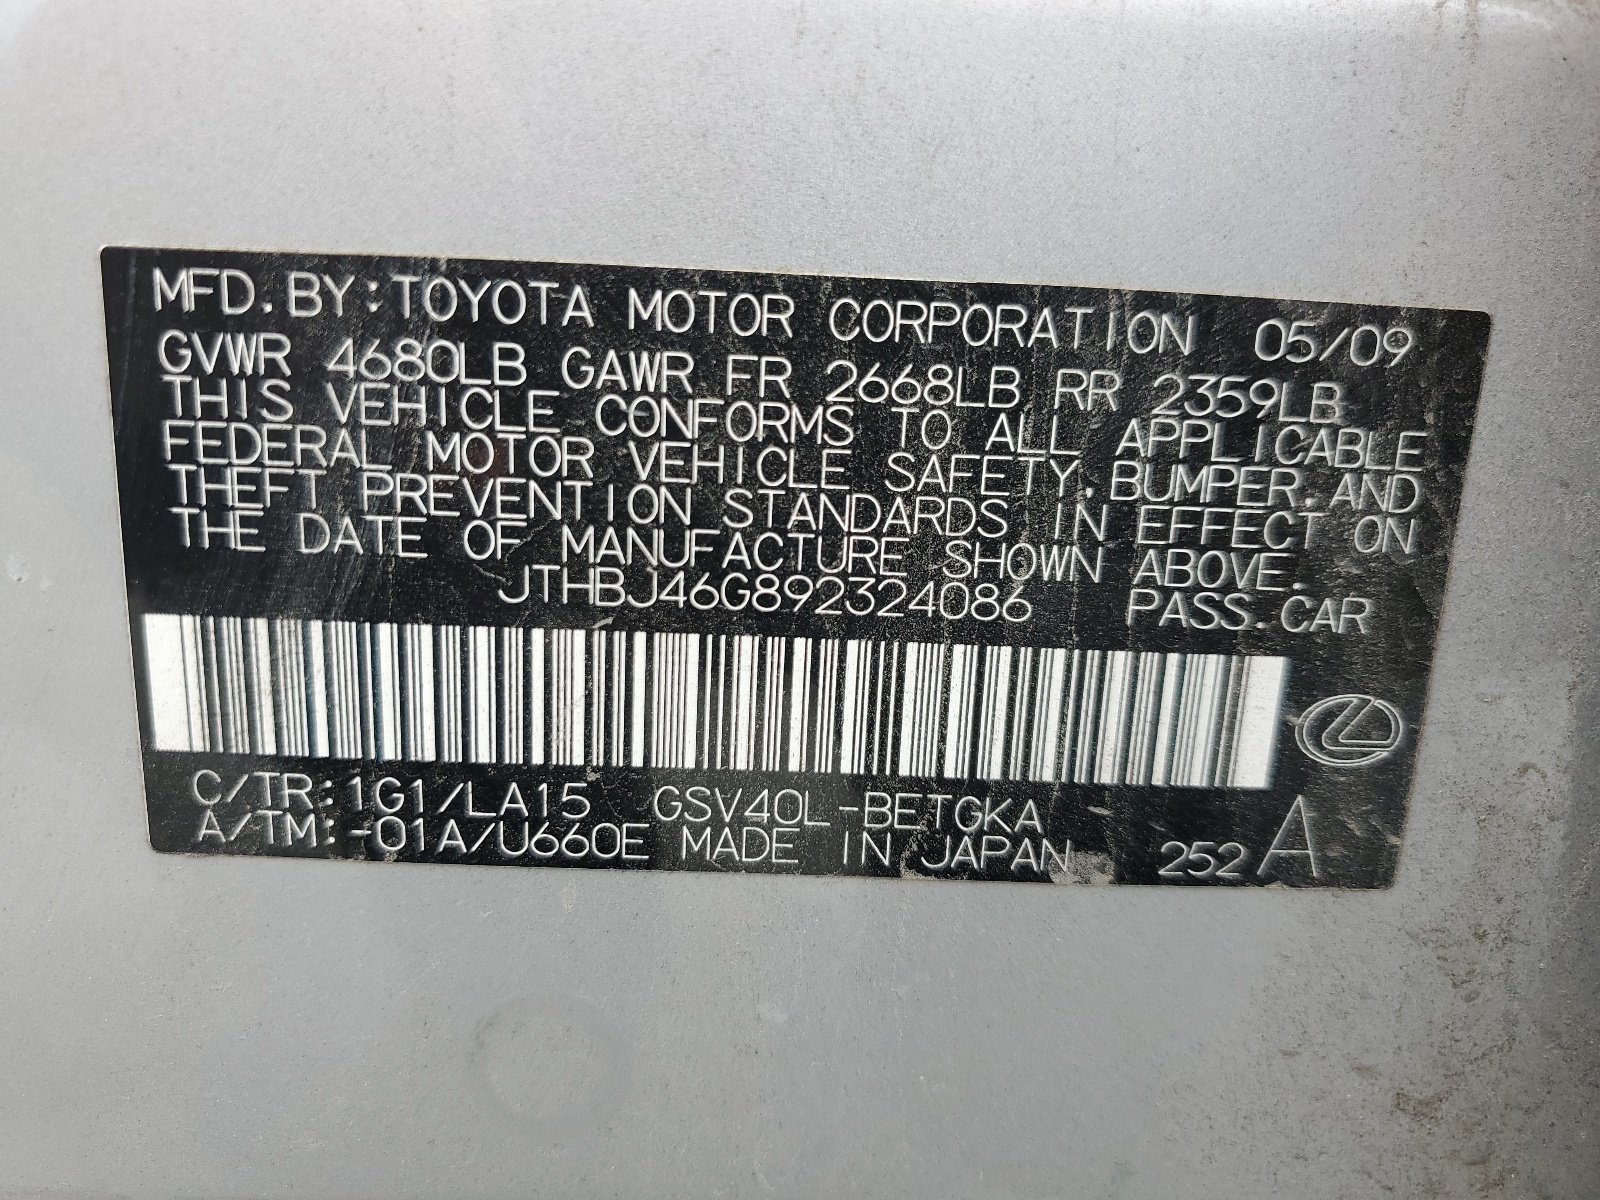 MFD.BY:TOYOTA MOTOR CORPORATION 05/09
GVWR 4680LB GAWR FR 2668LB RR 2359LB
THIS VEHICLE CONFORMS TO ALL APPLICABLE
FEDERAL MOTOR VEHICLE SAFETY,BUMPER,AND
THEFT PREVENTION STANDARDS IN EFFECT ON
THE DATE OF MANUFACTURE SHOWN ABOVE.
JTHBJ46G892324086 PASS.CAR
C/TR:1G1/LA15 GSV40L-BETGKA
A/TM:-01A/U660E MADE IN JAPAN 252 A